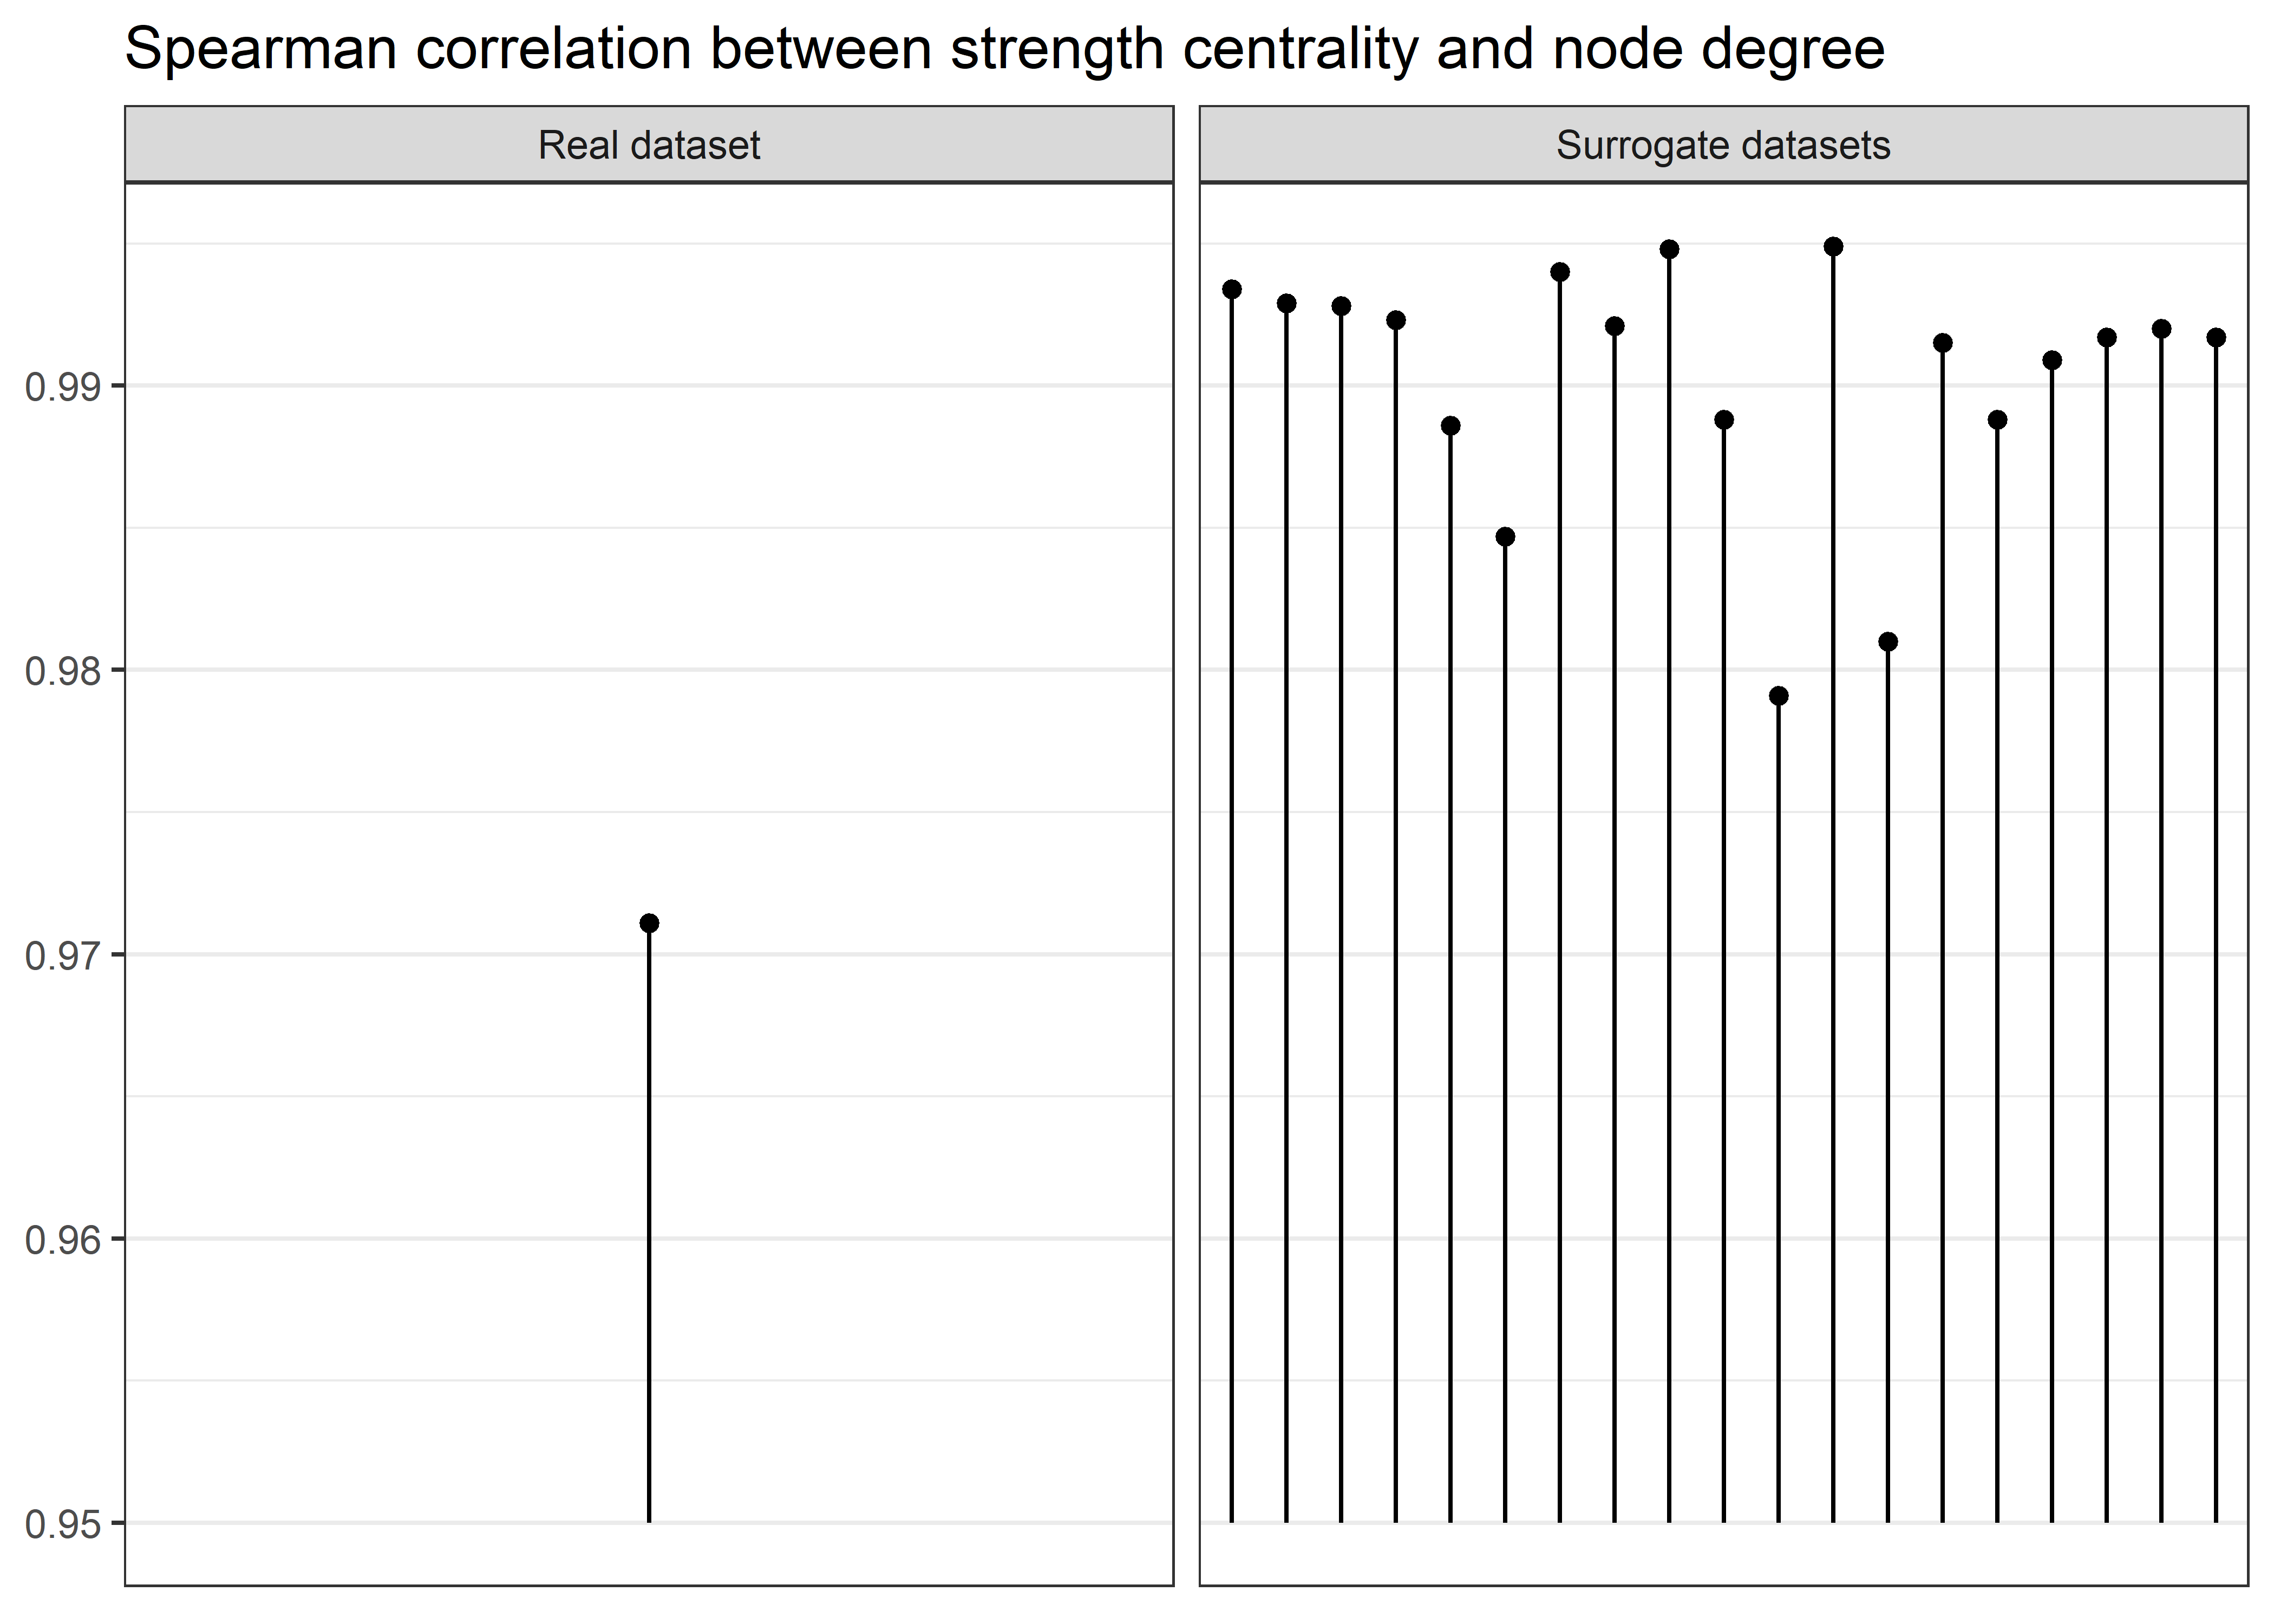 Spearman correlation between strength centrality and node degree
Real dataset
Surrogate datasets
0.99
0.98
0.97
0.96
0.95